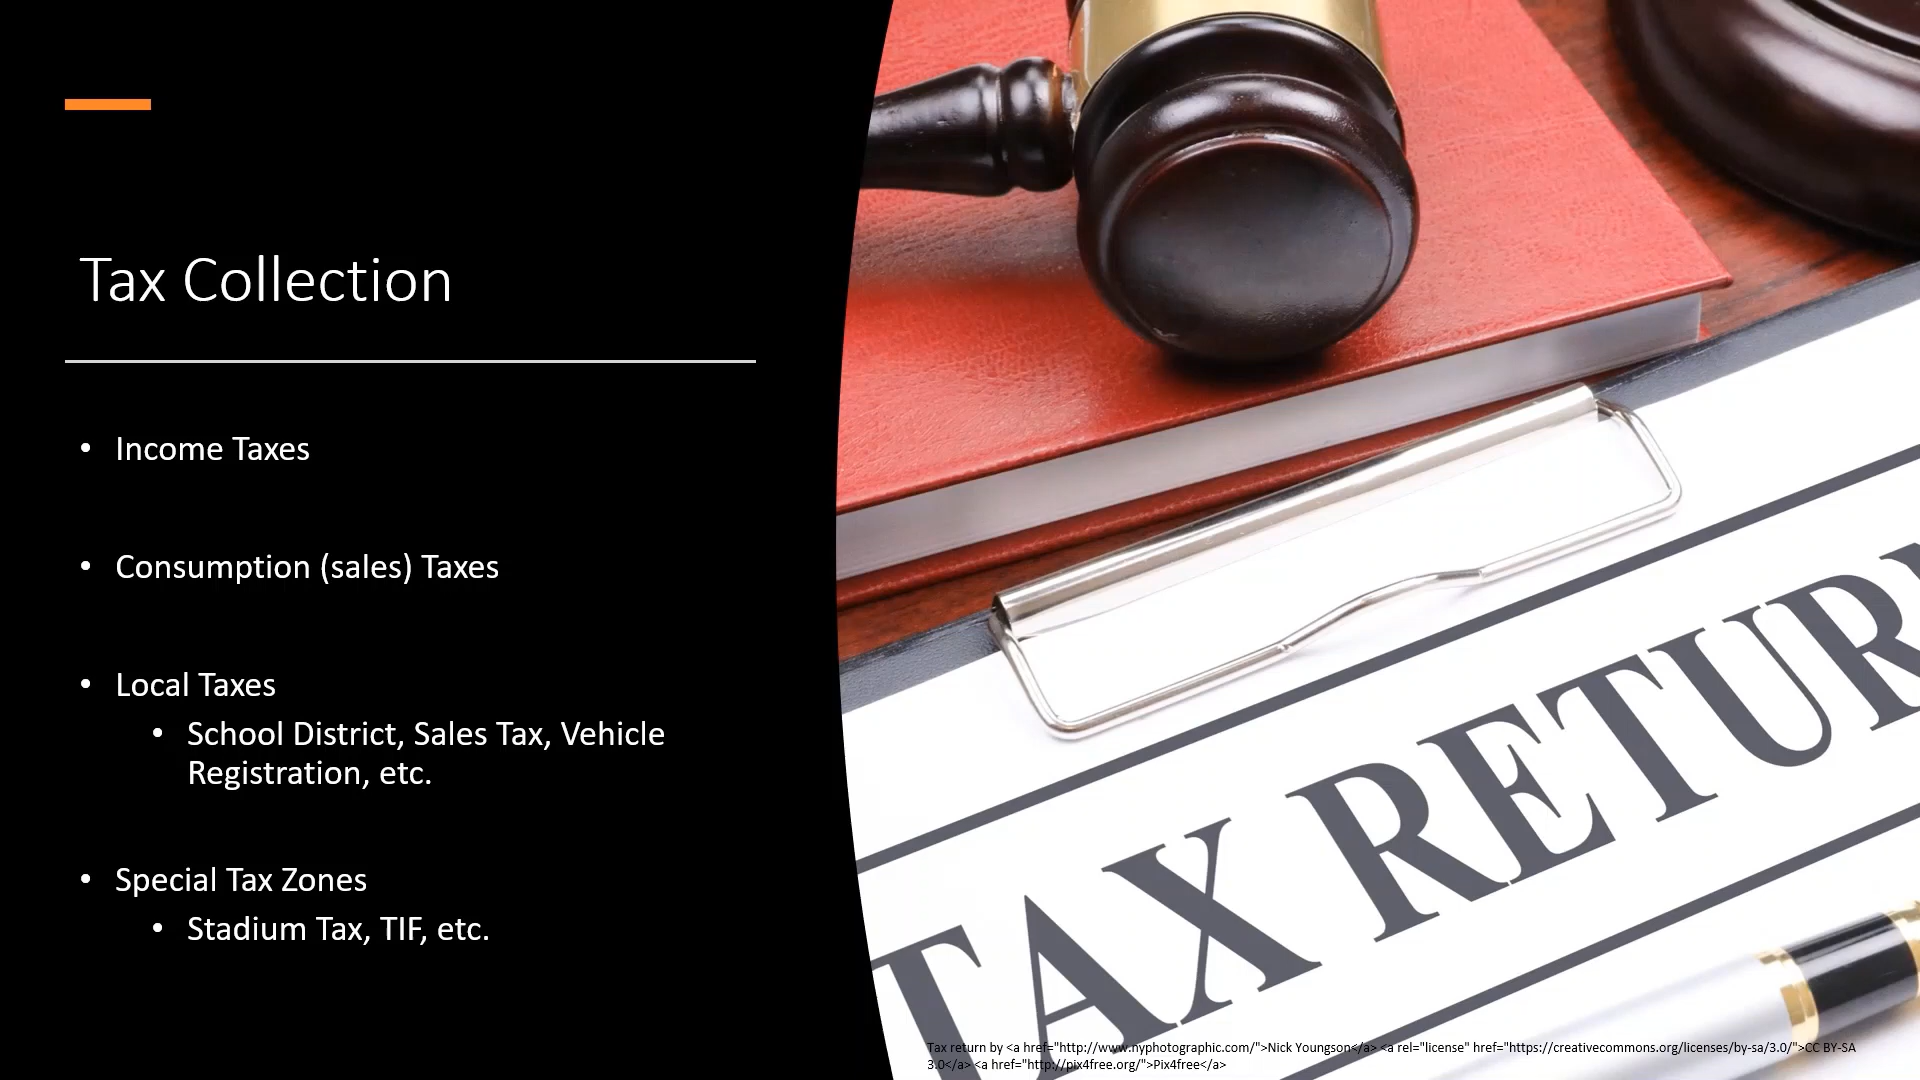 Tax Collection
• Income Taxes
• Consumption (sales) Taxes
• Local Taxes
• School District, Sales Tax, Vehicle
Registration, etc.
• Special Tax Zones
• Stadium Tax, TIF, etc.
TAX RETUR
Tax return by <a href="http://www.nyphotographic.com/">Nick Youngson</a> <a rel="license" href="https://creativecommons.org/licenses/by-sa/3.0/">CC BY-SA
3.0</a> <a href="http://pix4free.org/">Pix4free</a>